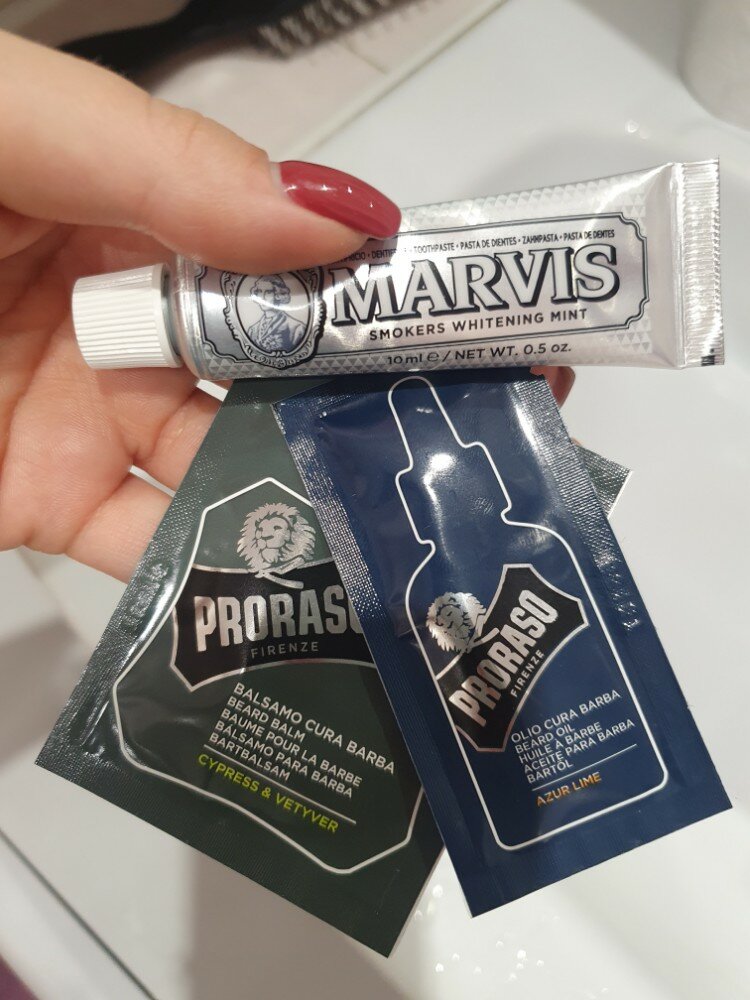 TOOTHPASTE • PASTA DE DIENTES • ZAHNPASTA • PASTA DE DENTES
MARVIS
SMOKERS WHITENING MINT
10 ml e / NET WT. 0.5 oz.
PRORASO
FIRENZE
BALSAMO CURA BARBA
BEARD BALM
BAUME POUR LA BARBE
BÁLSAMO PARA BARBA
BARTBALSAM
CYPRESS & VETYVER
PRORASO
FIRENZE
OLIO CURA BARBA
BEARD OIL
HUILE À BARBE
ACEITE PARA BARBA
BARTÖL
AZUR LIME